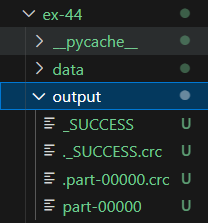 ex-44
__pycache__
data
output
_SUCCESS U
._SUCCESS.crc U
.part-00000.crc U
part-00000 U